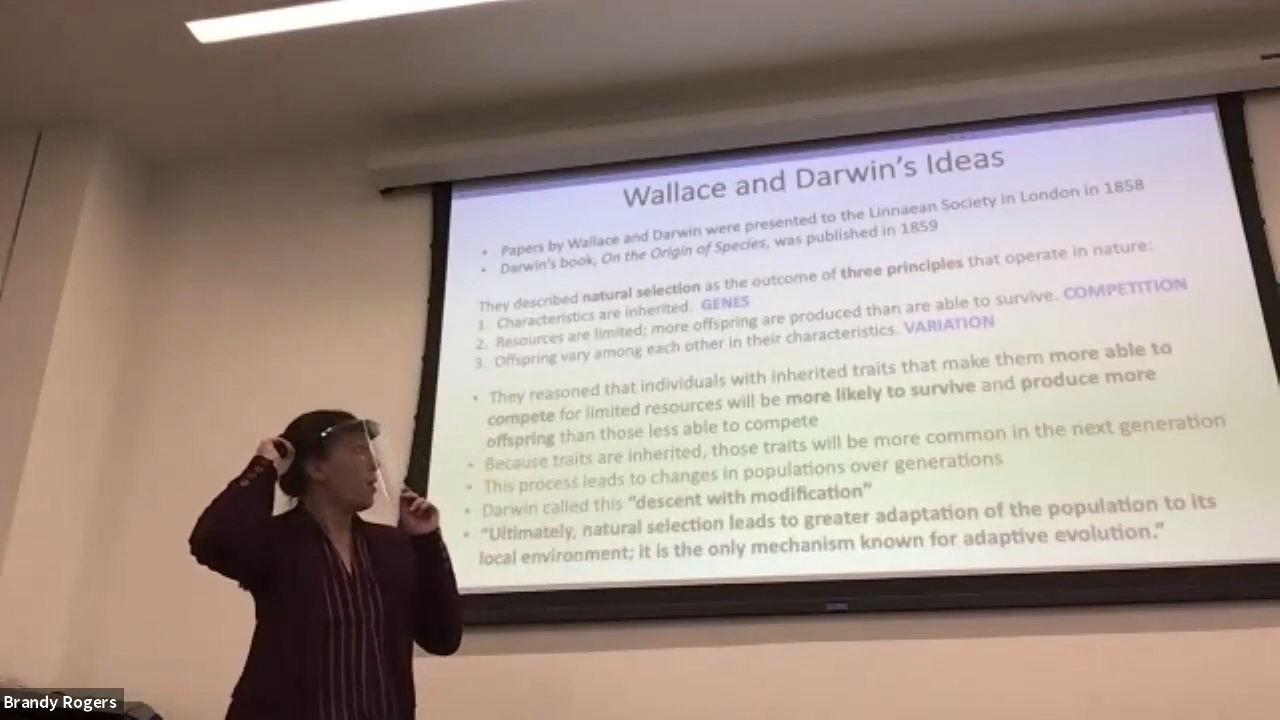 Wallace and Darwin's Ideas
• Papers by Wallace and Darwin were presented to the Linnaean Society in London in 1858
• Darwin's book, On the Origin of Species, was published in 1859
They described natural selection as the outcome of three principles that operate in nature:
1. Characteristics are inherited. GENES
2. Resources are limited; more offspring are produced than are able to survive. COMPETITION
3. Offspring vary among each other in their characteristics. VARIATION
• They reasoned that individuals with inherited traits that make them more able to
compete for limited resources will be more likely to survive and produce more
offspring than those less able to compete
• Because traits are inherited, those traits will be more common in the next generation
• This process leads to changes in populations over generations
• Darwin called this "descent with modification"
• "Ultimately, natural selection leads to greater adaptation of the population to its
local environment; it is the only mechanism known for adaptive evolution."
Brandy Rogers